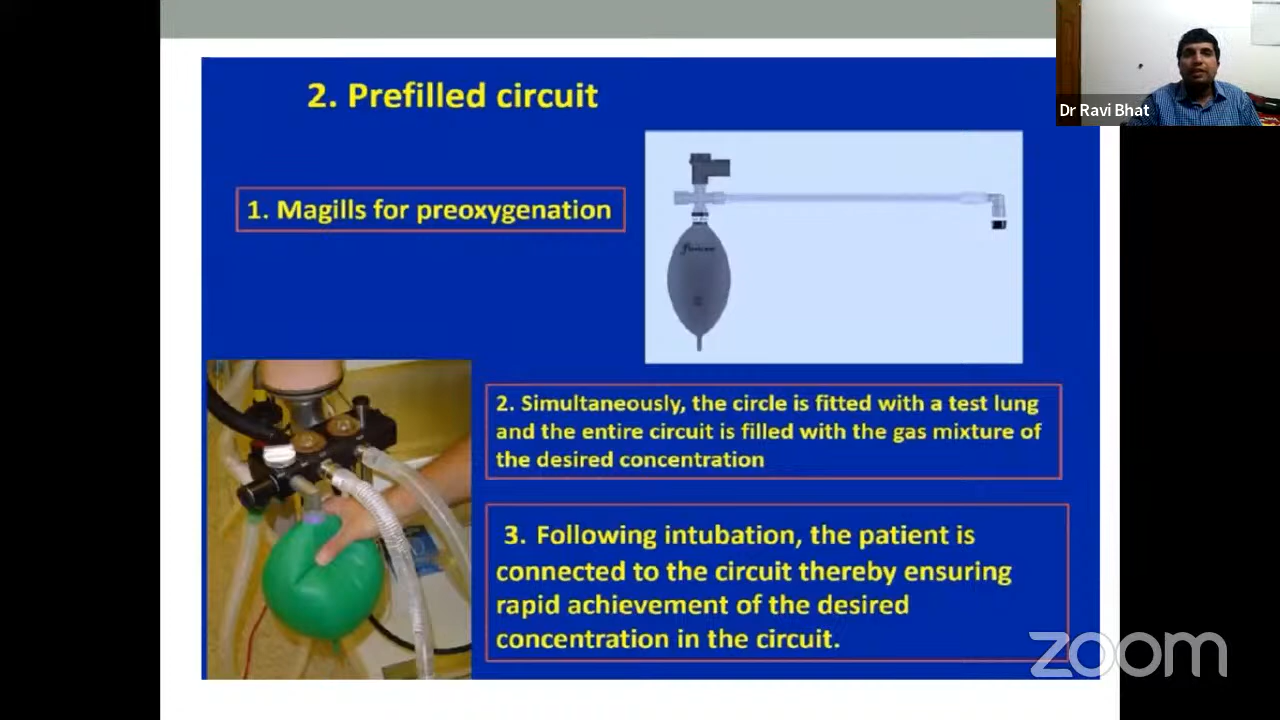 2. Prefilled circuit
Dr Ravi Bhat
1. Magills for preoxygenation
2. Simultaneously, the circle is fitted with a test lung
and the entire circuit is filled with the gas mixture of
the desired concentration
3. Following intubation, the patient is
connected to the circuit thereby ensuring
rapid achievement of the desired
concentration in the circuit.
zoom